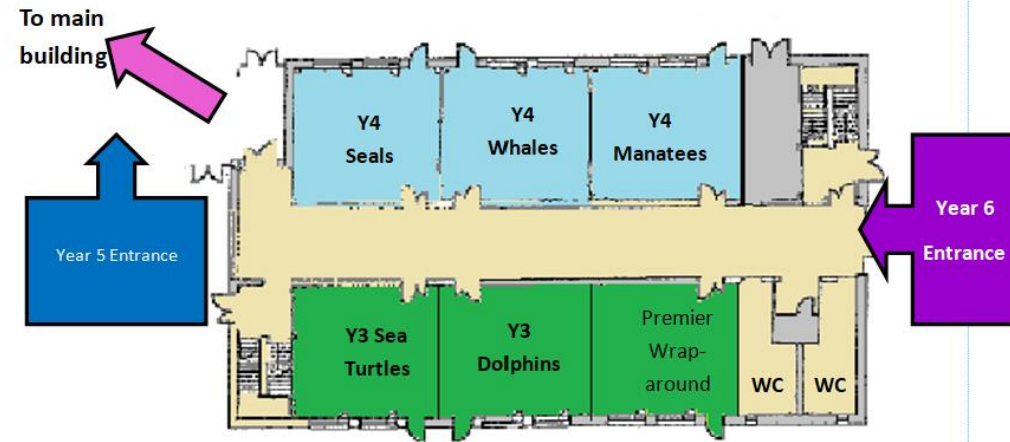 To main
building
Y4
Seals
Y4
Whales
Y4
Manatees
Year 5 Entrance
Year 6
Entrance
Y3 Sea
Turtles
Y3
Dolphins
Premier
Wrap-
around
WC
WC